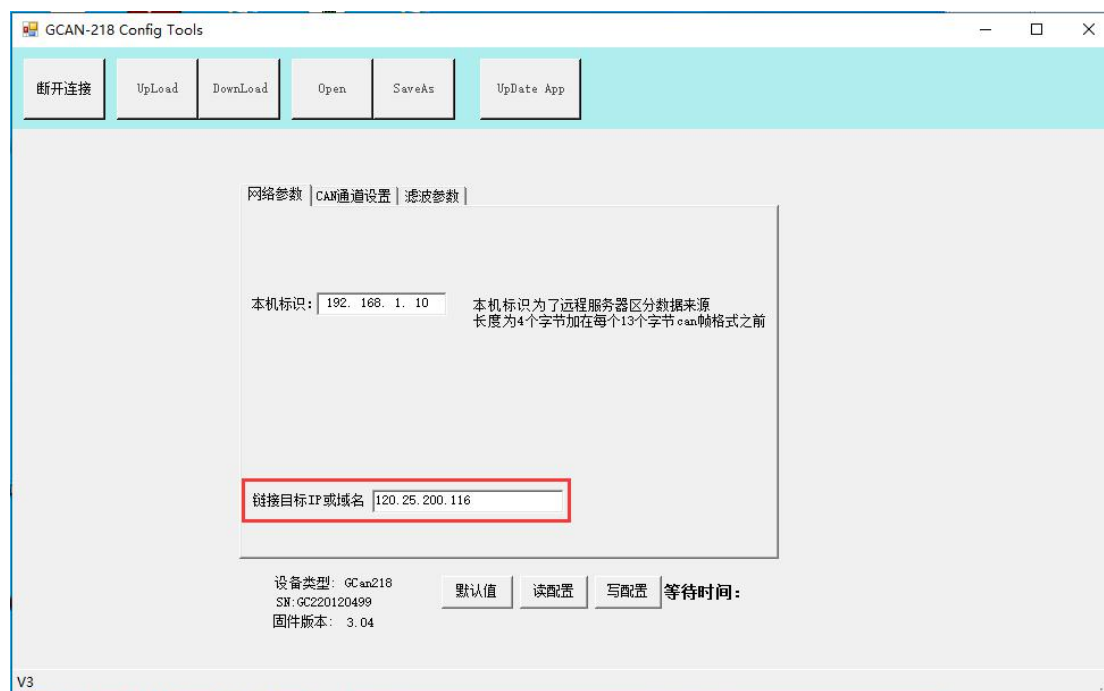 GCAN-218 Config Tools
断开连接 UpLoad DownLoad Open SaveAs UpDate App
网络参数 CAN通道设置 滤波参数
本机标识: 192. 168. 1. 10 本机标识为了远程服务器区分数据来源
长度为4个字节加在每个13个字节can帧格式之前
链接目标IP或域名 120.25.200.116
设备类型: GCan218
SN:GC220120499
固件版本: 3.04
默认值 读配置 写配置 等待时间:
V3